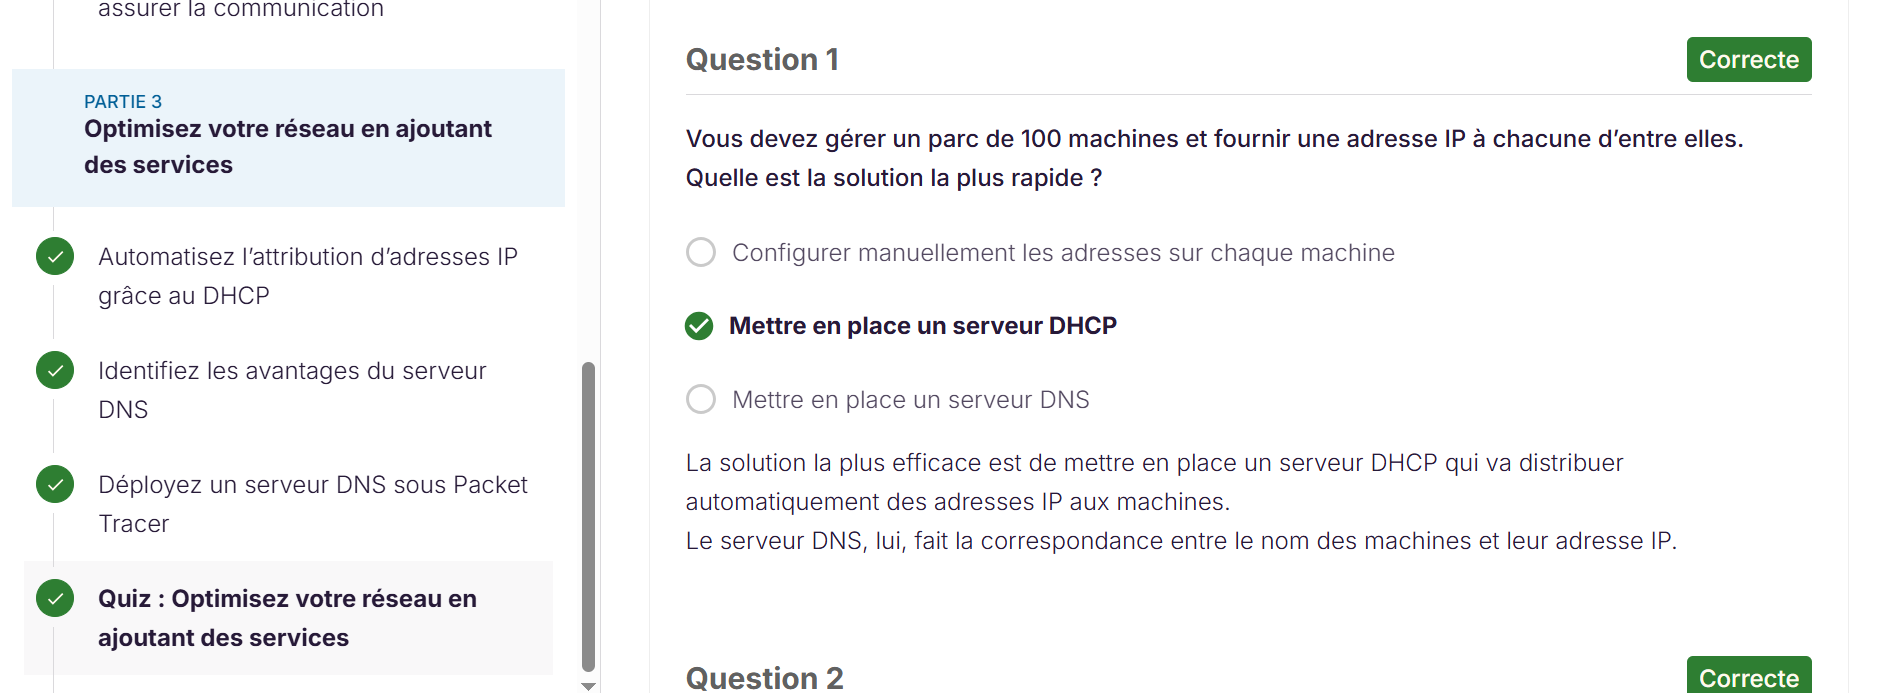 assurer la communication
PARTIE 3
Optimisez votre réseau en ajoutant
des services
Automatisez l’attribution d’adresses IP
grâce au DHCP
Identifiez les avantages du serveur
DNS
Déployez un serveur DNS sous Packet
Tracer
Quiz : Optimisez votre réseau en
ajoutant des services
Question 1
Correcte
Vous devez gérer un parc de 100 machines et fournir une adresse IP à chacune d’entre elles.
Quelle est la solution la plus rapide ?
Configurer manuellement les adresses sur chaque machine
Mettre en place un serveur DHCP
Mettre en place un serveur DNS
La solution la plus efficace est de mettre en place un serveur DHCP qui va distribuer
automatiquement des adresses IP aux machines.
Le serveur DNS, lui, fait la correspondance entre le nom des machines et leur adresse IP.
Question 2
Correcte